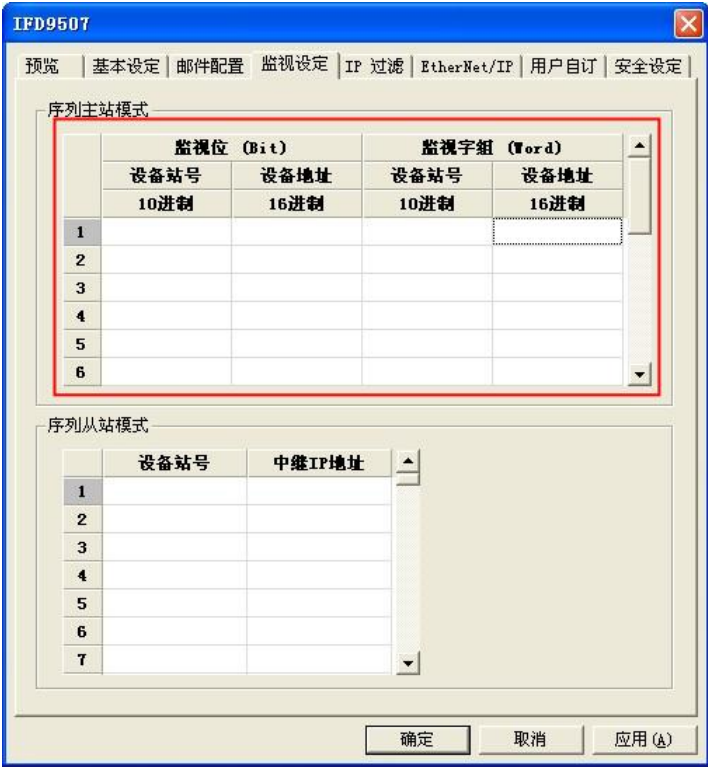 IFD9507
预览 基本设定 邮件配置 监视设定 IP 过滤 EtherNet/IP 用户自订 安全设定
序列主站模式
监视位 (Bit) 监视字组 (Word)
设备站号 设备地址 设备站号 设备地址
10进制 16进制 10进制 16进制
1
2
3
4
5
6
序列从站模式
设备站号 中继IP地址
1
2
3
4
5
6
7
确定 取消 应用(A)